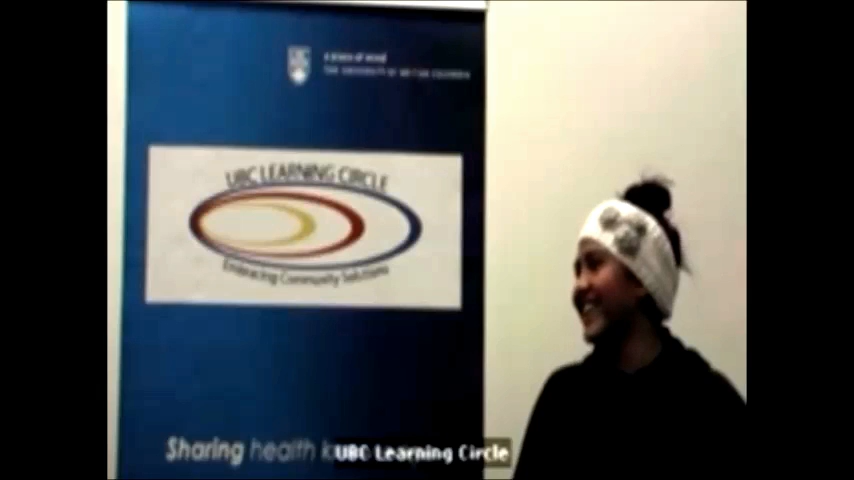 UBC
a place of mind
THE UNIVERSITY OF BRITISH COLUMBIA
UBC LEARNING CIRCLE
Embracing Community Solutions
Sharing health k
UBC Learning Circle